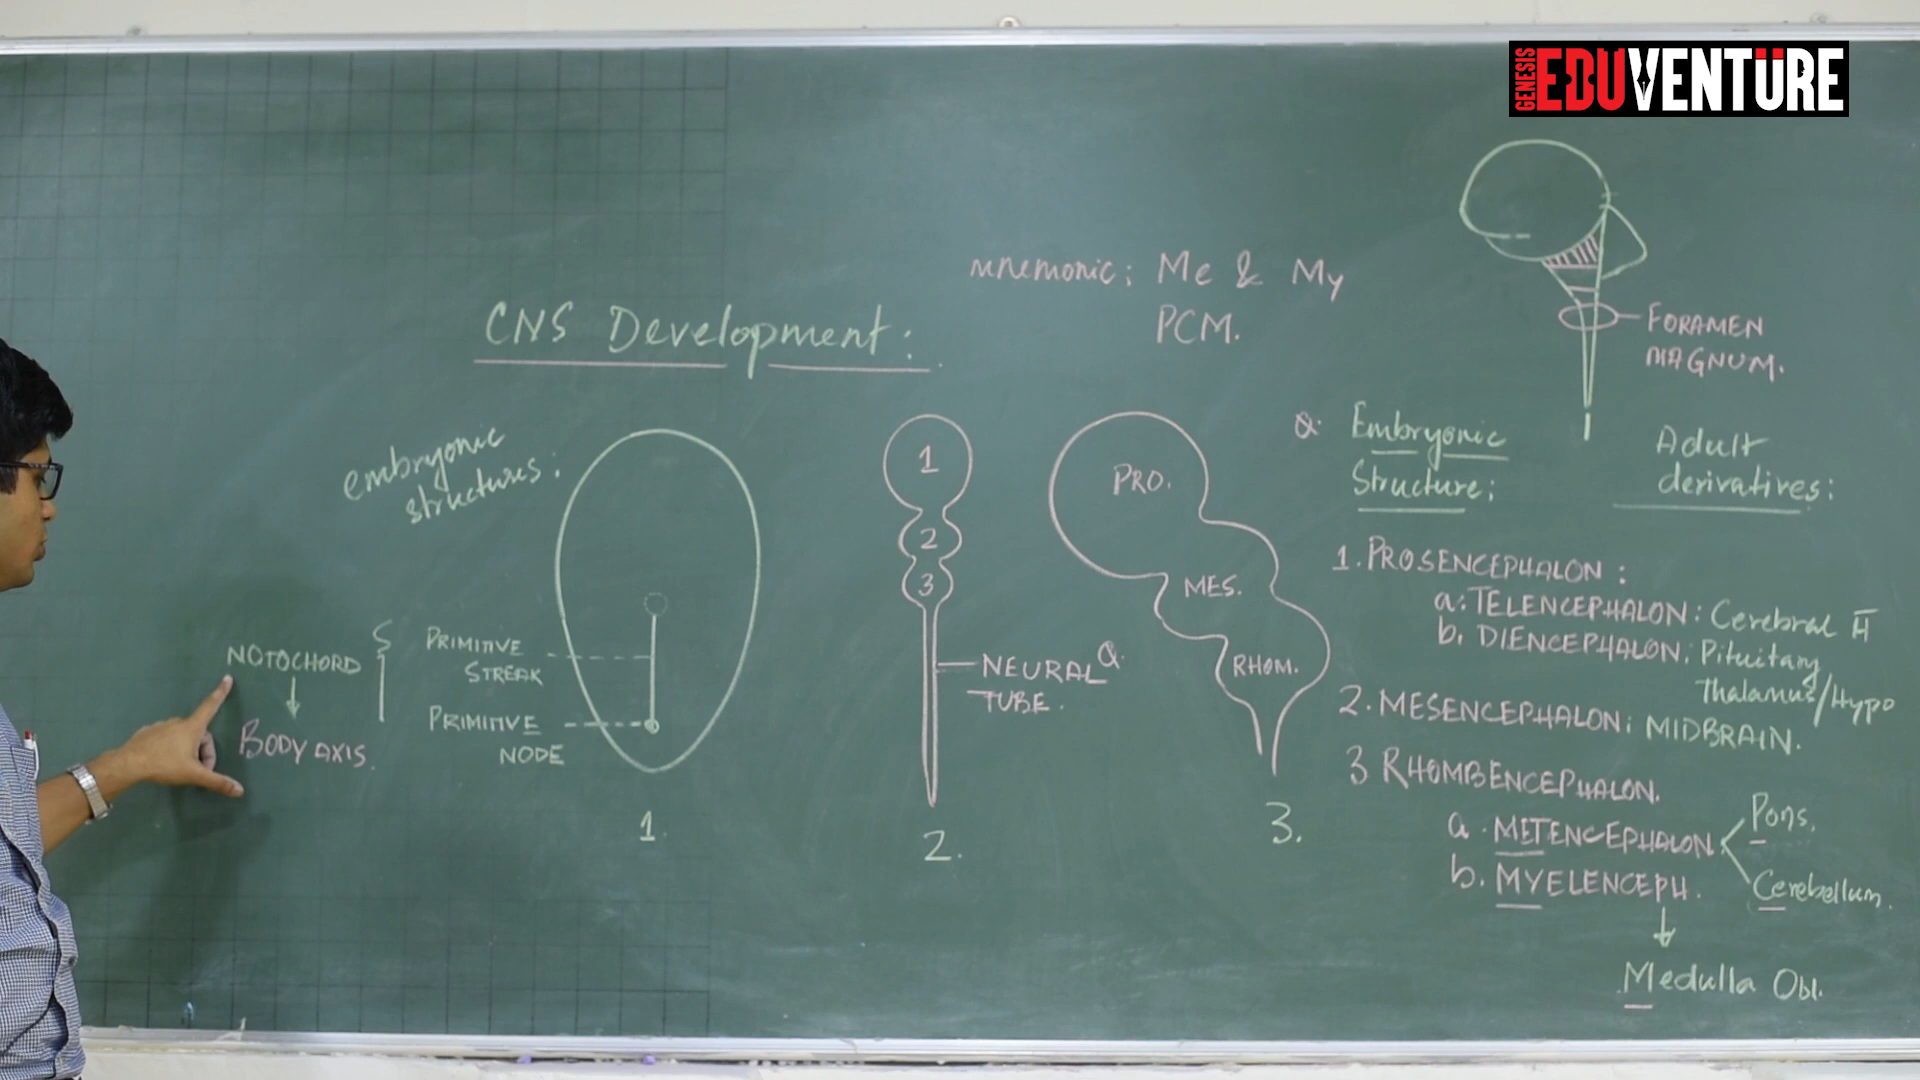 GENESIS EDUVENTÜRE
mnemonic: Me & My
PCM.
CNS Development:
FORAMEN
MAGNUM.
embryonic
structures:
NOTOCHORD
BODY AXIS.
PRIMITIVE
STREAK
PRIMITIVE
NODE
1.
1
2
3
NEURAL Q.
TUBE.
2.
PRO.
MES.
RHOM.
3.
Q. Embryonic
Structure:
Adult
derivatives:
1. PROSENCEPHALON:
a: TELENCEPHALON: Cerebral H
b. DIENCEPHALON: Pituitary
Thalamus/Hypo
2. MESENCEPHALON: MIDBRAIN.
3 RHOMBENCEPHALON.
a. METENCEPHALON
Pons.
Cerebellum.
b. MYELENCEPH.
Medulla Obl.